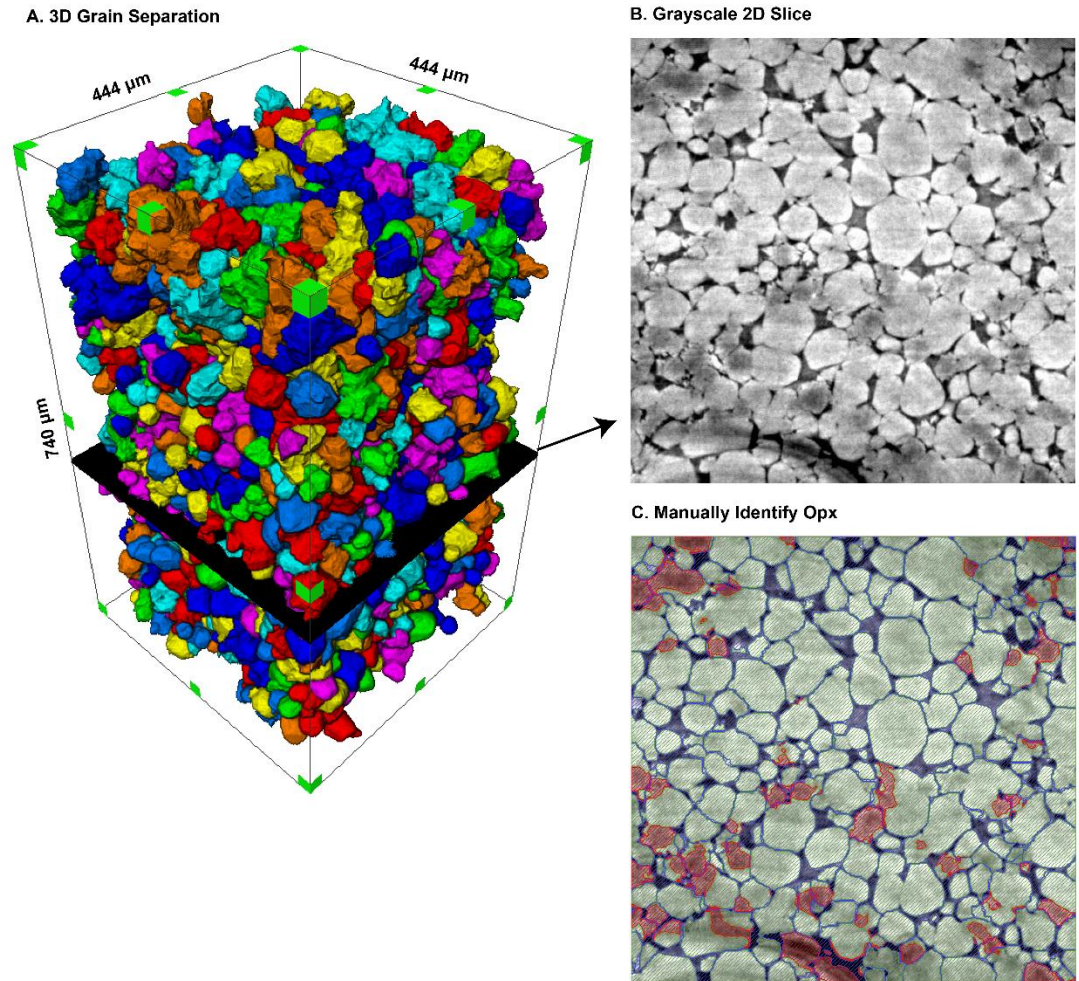 A. 3D Grain Separation
B. Grayscale 2D Slice
444 µm
444 µm
740 µm
C. Manually Identify Opx